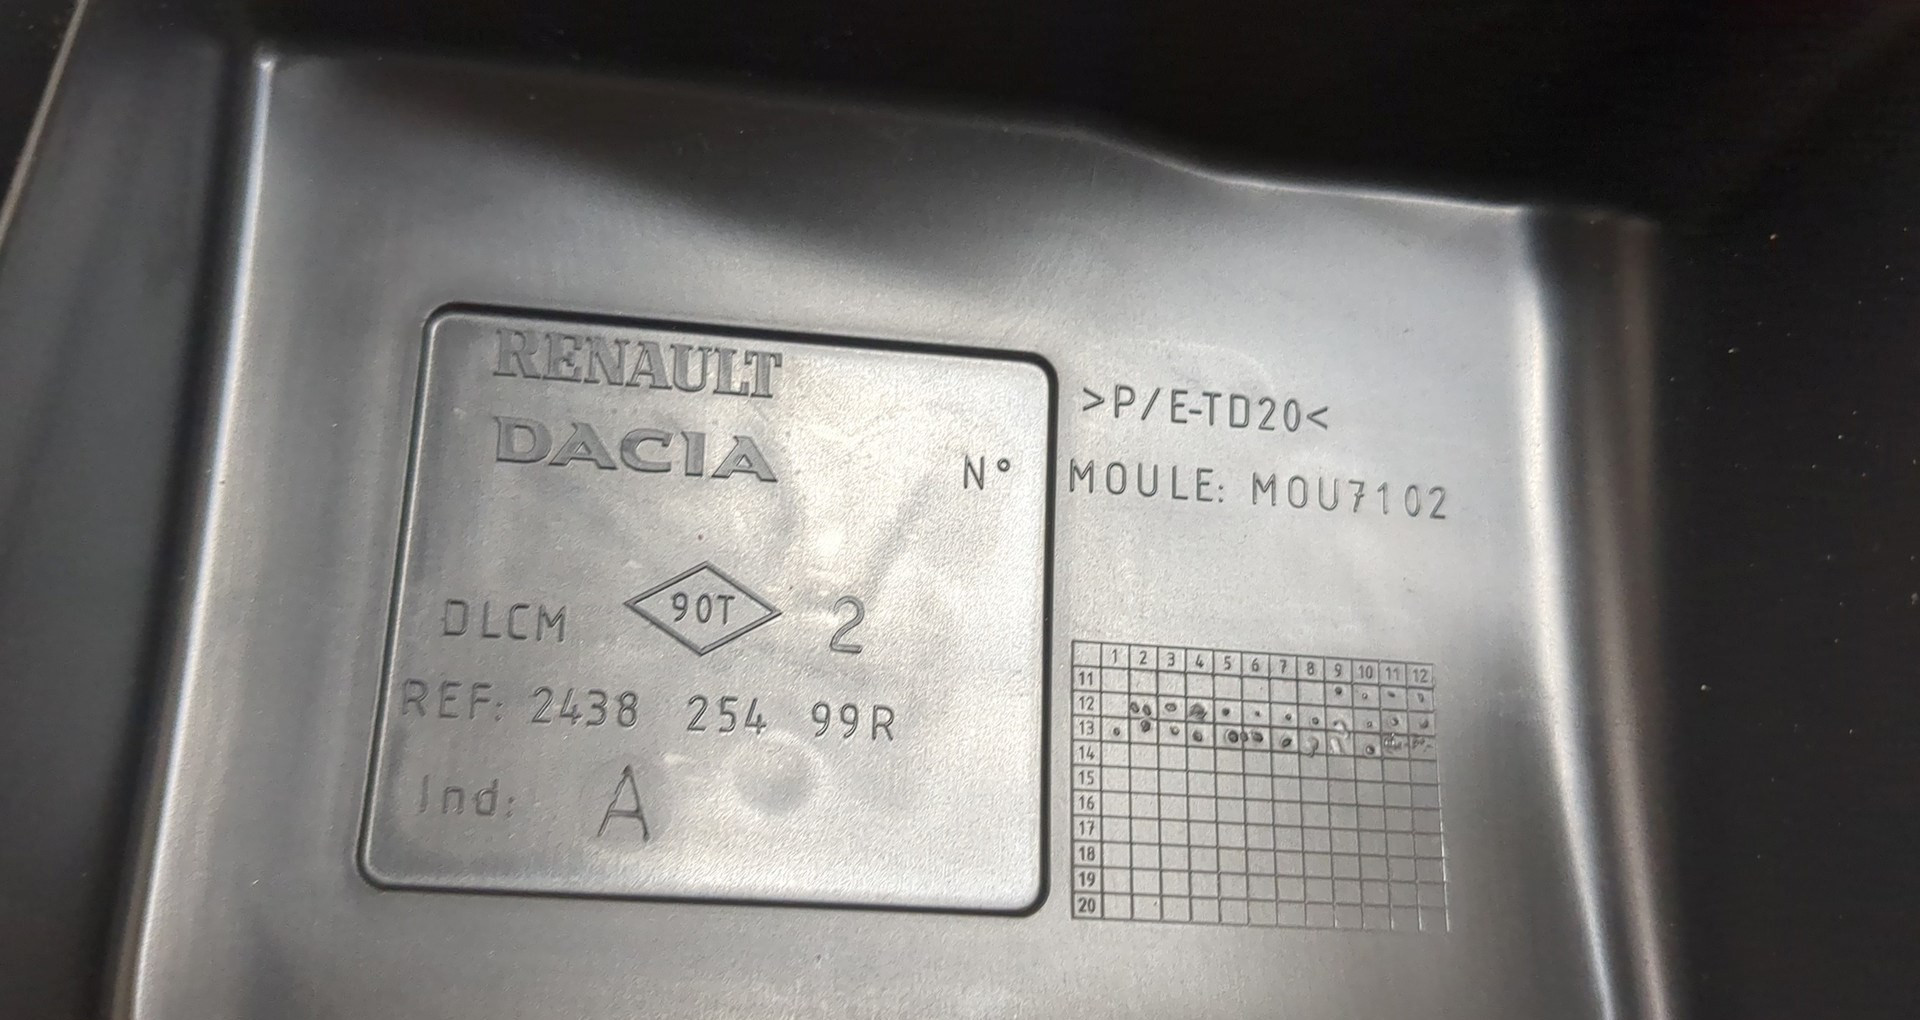 RENAULT
DACIA
>P/E-TD20<
N° MOULE: MOU7102
DLCM 90T 2
REF: 2438 254 99R
Ind: A
1 2 3 4 5 6 7 8 9 10 11 12
11
12
13
14
15
16
17
18
19
20